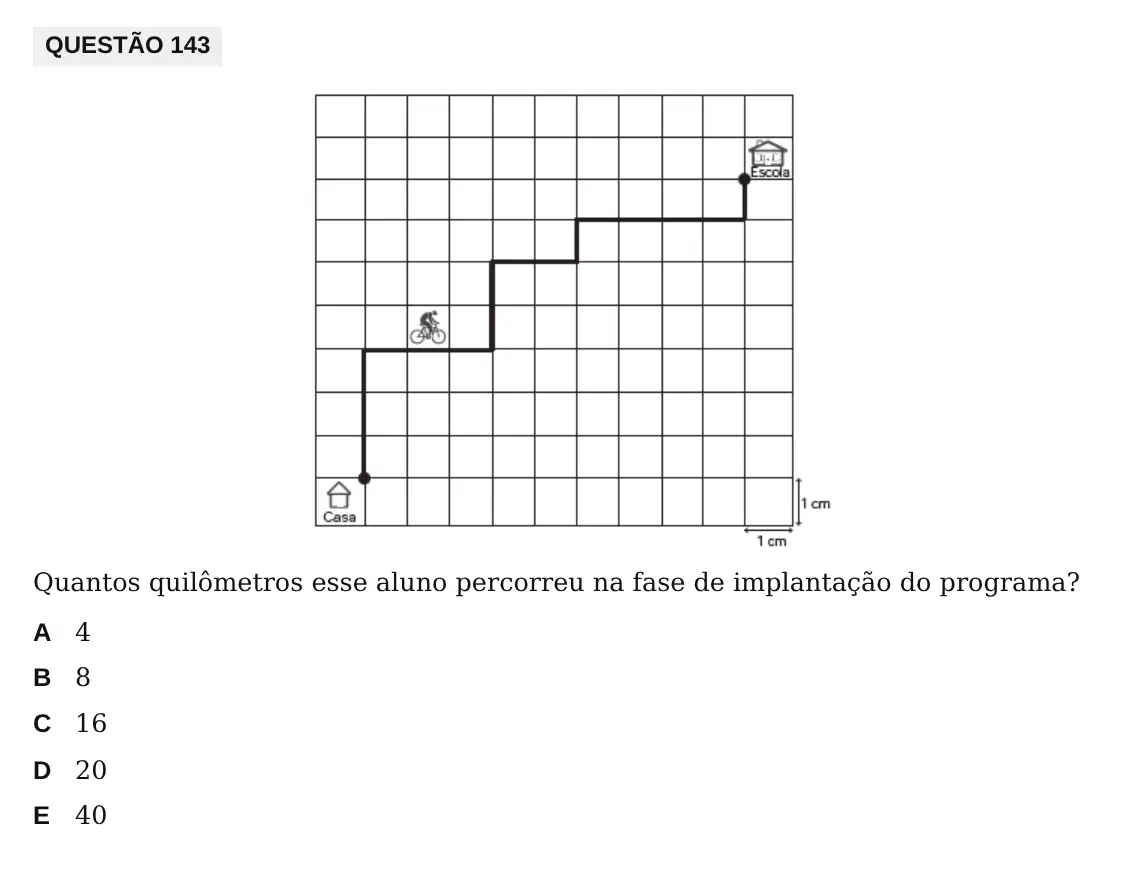 QUESTÃO 143
Escola
Casa
1 cm
1 cm
Quantos quilômetros esse aluno percorreu na fase de implantação do programa?
A 4
B 8
C 16
D 20
E 40